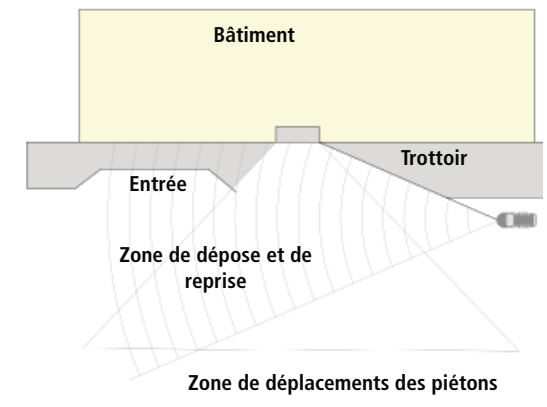 Bâtiment
Trottoir
Entrée
Zone de dépose et de
reprise
Zone de déplacements des piétons